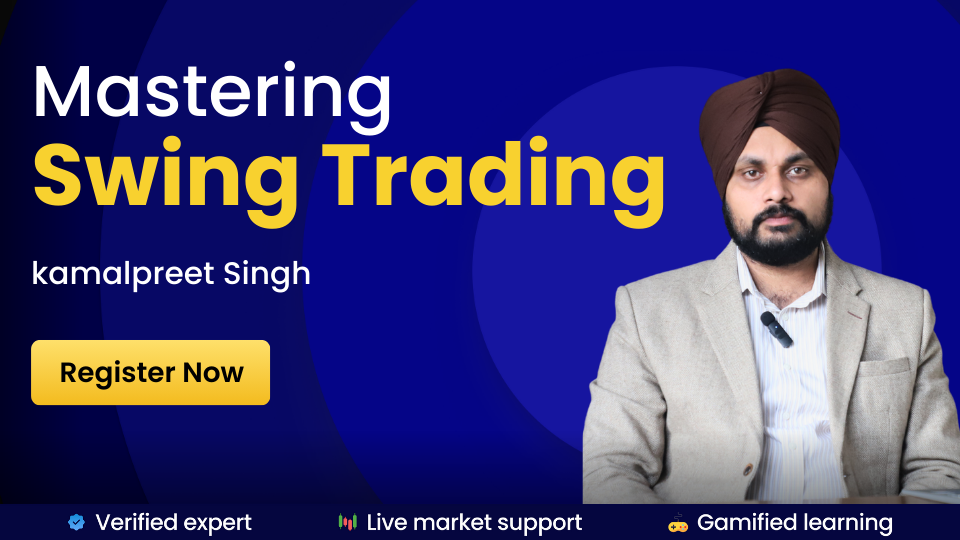 Mastering
Swing Trading
kamalpreet Singh
Register Now
Verified expert
Live market support
Gamified learning